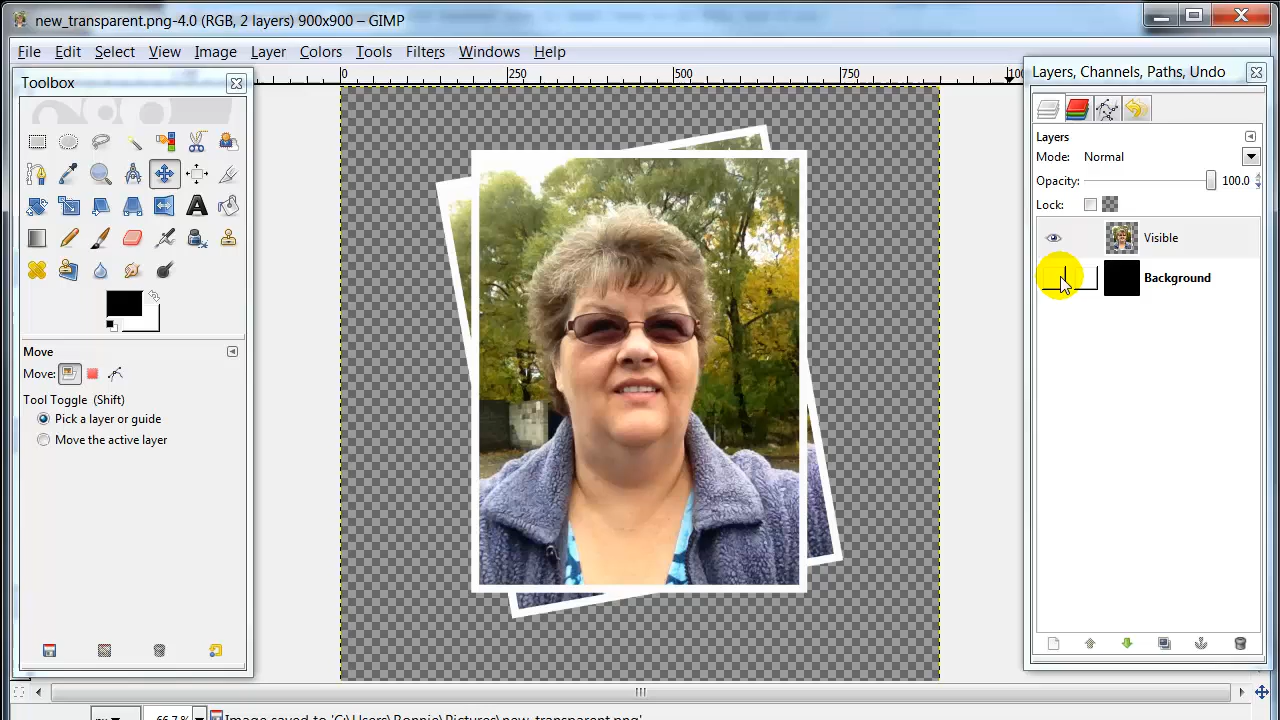 new_transparent.png-4.0 (RGB, 2 layers) 900x900 – GIMP
File Edit Select View Image Layer Colors Tools Filters Windows Help
Toolbox
Move
Move:
Tool Toggle (Shift)
Pick a layer or guide
Move the active layer
0 250 500 750
Layers, Channels, Paths, Undo
Layers
Mode: Normal
Opacity: 100.0
Lock:
Visible
Background
px 66.7% Image saved to 'C:\Users\Bonnie\Pictures\new_transparent.png'